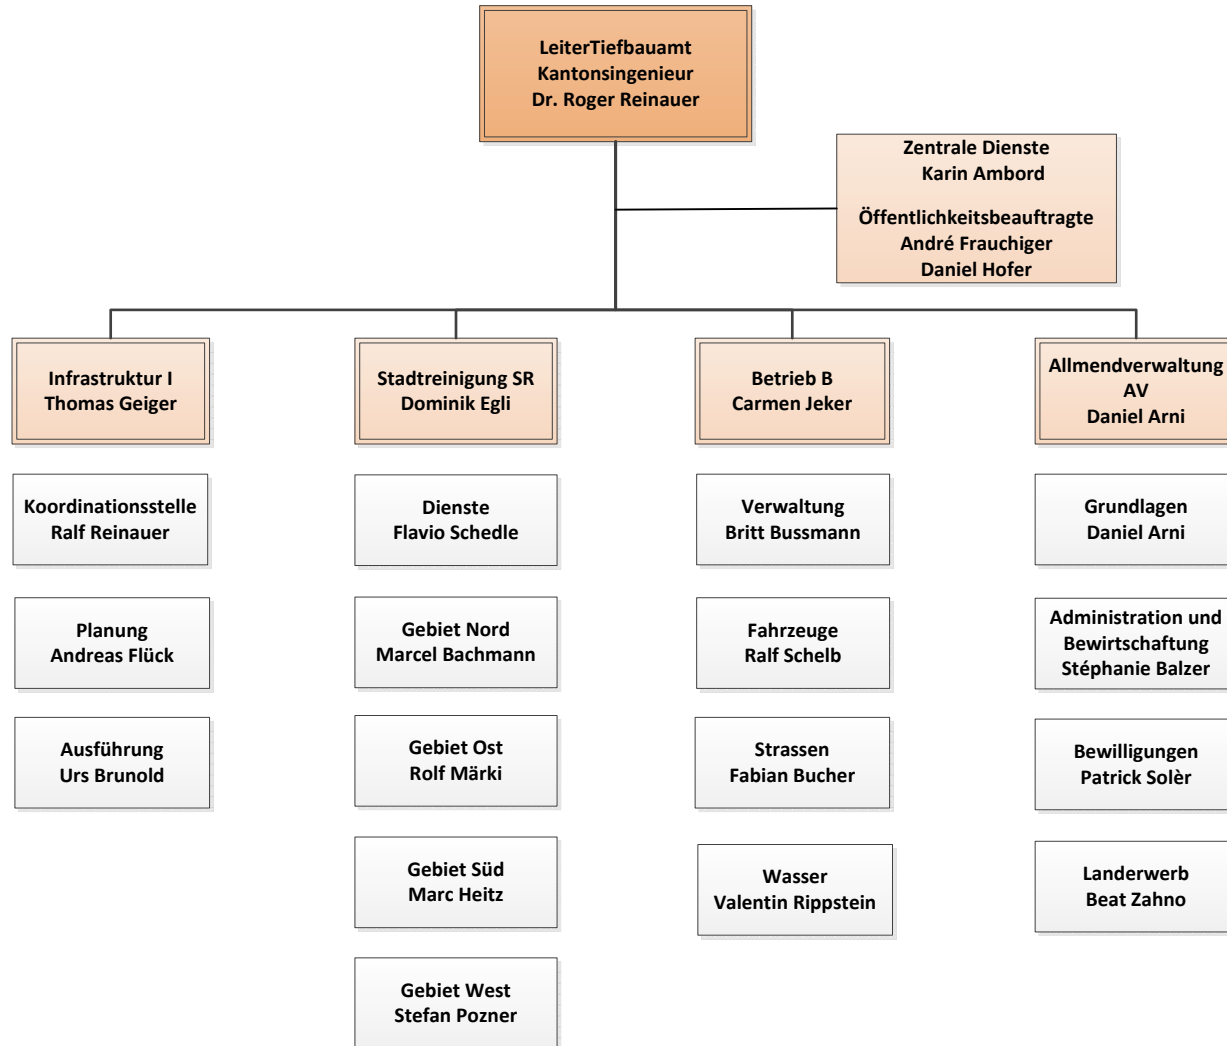 LeiterTiefbauamt
Kantonsingenieur
Dr. Roger Reinauer
Zentrale Dienste
Karin Ambord
Öffentlichkeitsbeauftragte
André Frauchiger
Daniel Hofer
Infrastruktur I
Thomas Geiger
Koordinationsstelle
Ralf Reinauer
Planung
Andreas Flück
Ausführung
Urs Brunold
Stadtreinigung SR
Dominik Egli
Dienste
Flavio Schedle
Gebiet Nord
Marcel Bachmann
Gebiet Ost
Rolf Märki
Gebiet Süd
Marc Heitz
Gebiet West
Stefan Pozner
Betrieb B
Carmen Jeker
Verwaltung
Britt Bussmann
Fahrzeuge
Ralf Schelb
Strassen
Fabian Bucher
Wasser
Valentin Rippstein
Allmendverwaltung
AV
Daniel Arni
Grundlagen
Daniel Arni
Administration und
Bewirtschaftung
Stéphanie Balzer
Bewilligungen
Patrick Solèr
Landerwerb
Beat Zahno